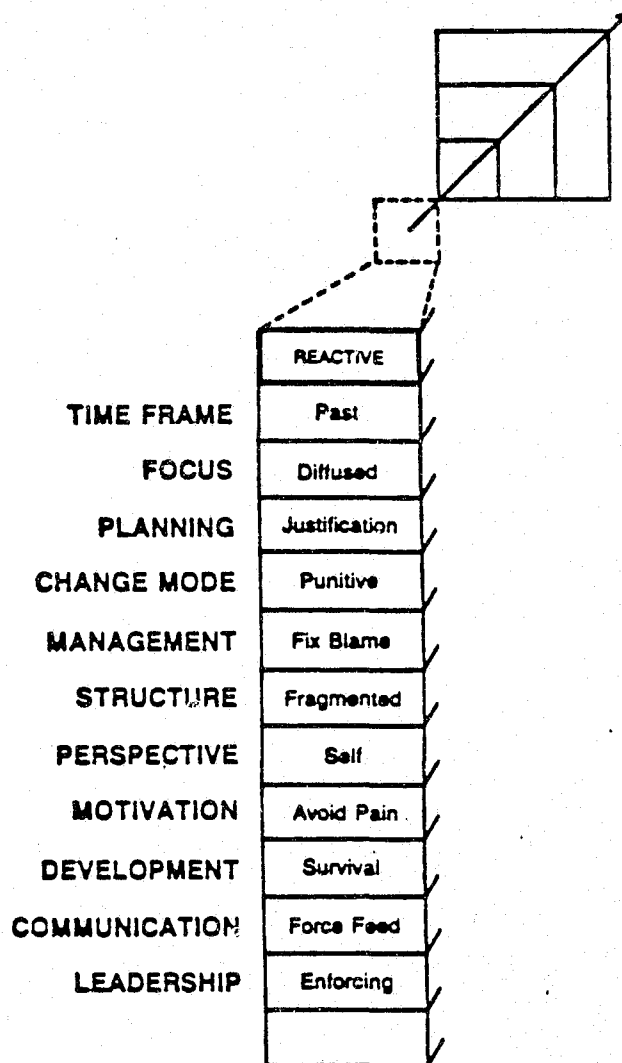 REACTIVE
TIME FRAME Past
FOCUS Diffused
PLANNING Justification
CHANGE MODE Punitive
MANAGEMENT Fix Blame
STRUCTURE Fragmented
PERSPECTIVE Self
MOTIVATION Avoid Pain
DEVELOPMENT Survival
COMMUNICATION Force Feed
LEADERSHIP Enforcing